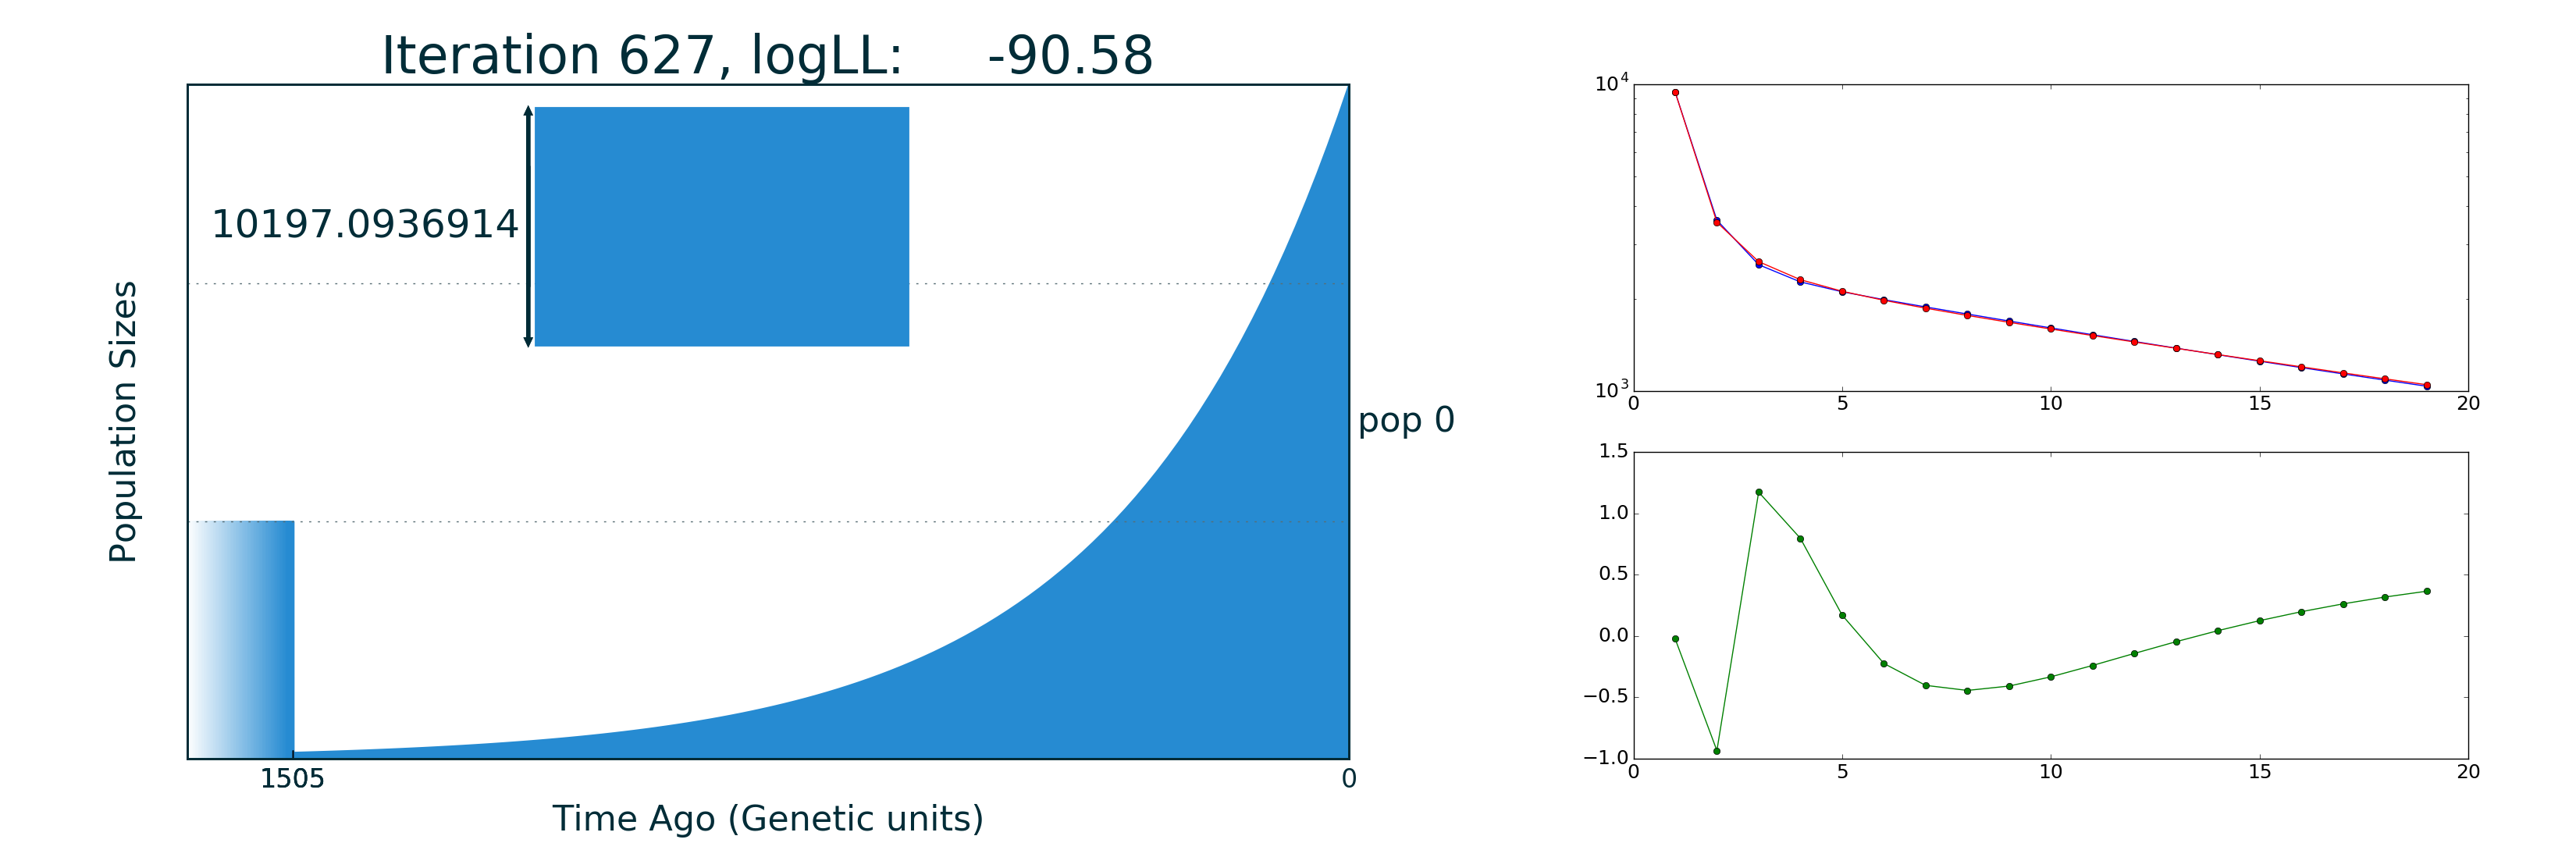 Iteration 627, logLL: -90.58
10197.0936914
Population Sizes
pop 0
1505 0
Time Ago (Genetic units)
10^4
10^3
0 5 10 15 20
1.5
1.0
0.5
0.0
−0.5
−1.0
0 5 10 15 20